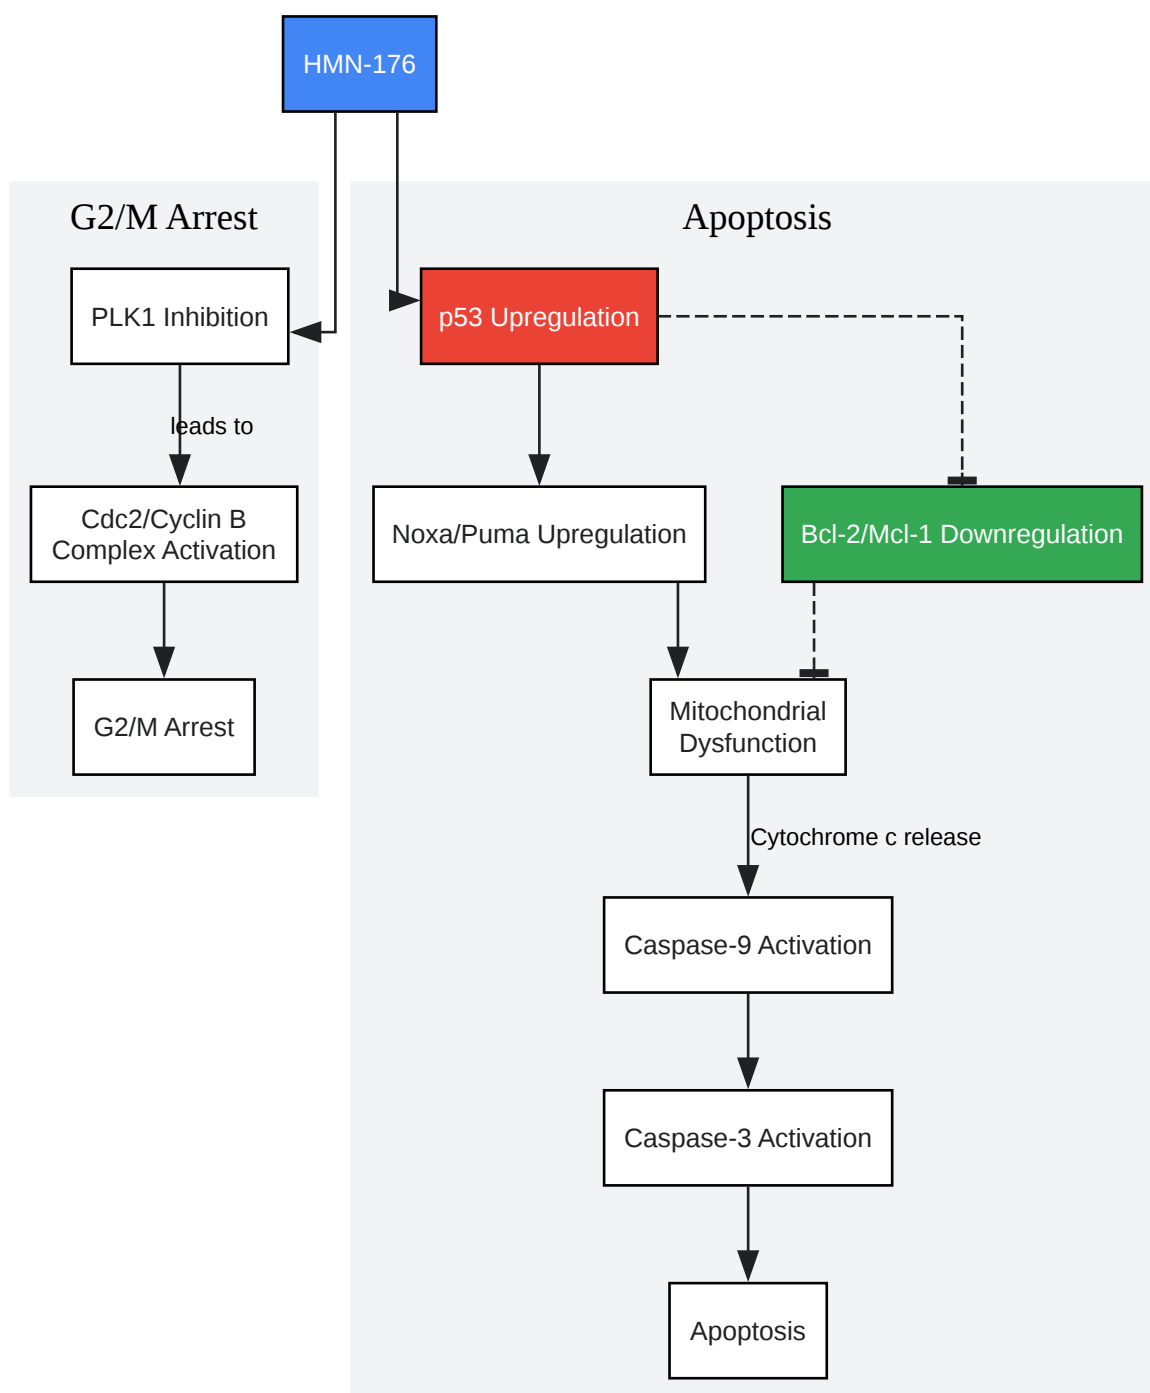 HMN-176
G2/M Arrest
Apoptosis
PLK1 Inhibition
p53 Upregulation
leads to
Cdc2/Cyclin B
Complex Activation
Noxa/Puma Upregulation
Bcl-2/Mcl-1 Downregulation
G2/M Arrest
Mitochondrial
Dysfunction
Cytochrome c release
Caspase-9 Activation
Caspase-3 Activation
Apoptosis